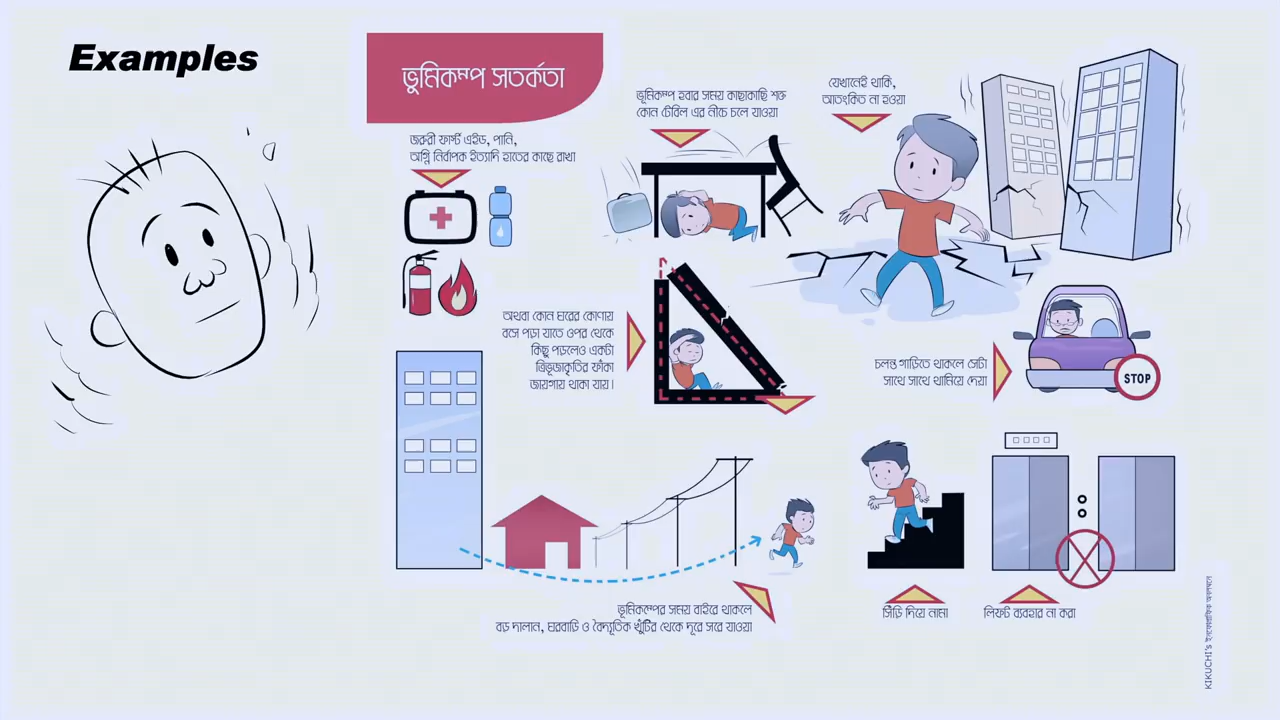 Examples
ভূমিকম্প সতর্কতা
জরুরী ফার্স্ট এইড, পানি,
অগ্নি নির্বাপক ইত্যাদি হাতের কাছে রাখা
ভূমিকম্প হবার সময় কাছাকাছি শক্ত
কোন টেবিল এর নীচে চলে যাওয়া
যেখানেই থাকি,
আতংকিত না হওয়া
অথবা কোন ঘরের কোণায়
বসে পড়া যাতে ওপর থেকে
কিছু পড়লেও একটা
ত্রিভুজাকৃতির ফাঁকা
জায়গায় থাকা যায়।
চলন্ত গাড়িতে থাকলে সেটা
সাথে সাথে থামিয়ে দেয়া
STOP
ভূমিকম্পের সময় বাইরে থাকলে
বড় দালান, ঘরবাড়ি ও বৈদ্যুতিক খুঁটির থেকে দূরে সরে যাওয়া
সিঁড়ি দিয়ে নামা
লিফট ব্যবহার না করা
KIKUCHI's